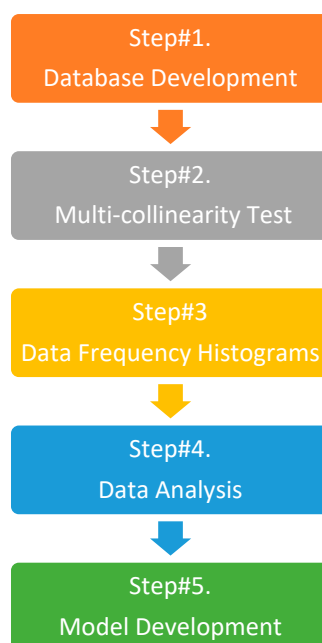 Step#1.
Database Development
Step#2.
Multi-collinearity Test
Step#3
Data Frequency Histograms
Step#4.
Data Analysis
Step#5.
Model Development